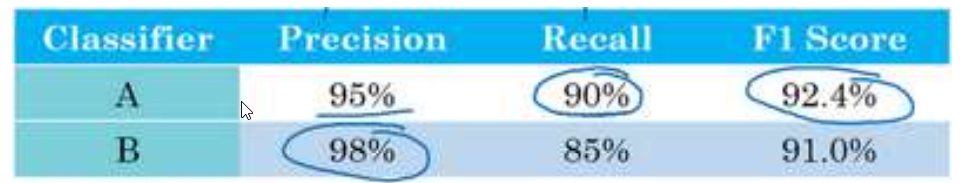 Classifier Precision Recall F1 Score
A 95% 90% 92.4%
B 98% 85% 91.0%